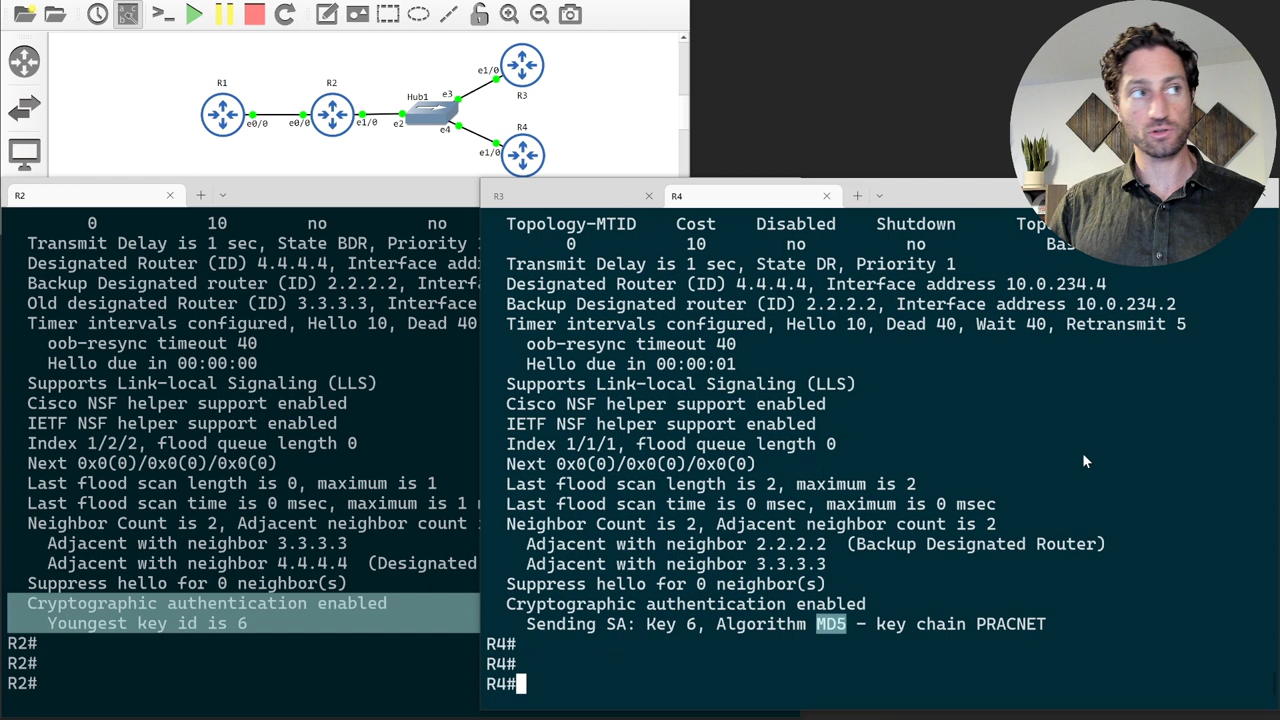 R1
R2
Hub1
e0/0
e0/0
e1/0
e2
e3
e4
e1/0
R3
R4
e1/0
R2
0 10 no no
Transmit Delay is 1 sec, State BDR, Priority
Designated Router (ID) 4.4.4.4, Interface
Backup Designated router (ID) 2.2.2.2,
Old designated Router (ID) 3.3.3.3, Interface
Timer intervals configured, Hello 10, Dead 40
oob-resync timeout 40
Hello due in 00:00:00
Supports Link-local Signaling (LLS)
Cisco NSF helper support enabled
IETF NSF helper support enabled
Index 1/2/2, flood queue length 0
Next 0x0(0)/0x0(0)/0x0(0)
Last flood scan length is 0, maximum is 1
Last flood scan time is 0 msec, maximum is 1
Neighbor Count is 2, Adjacent neighbor count
Adjacent with neighbor 3.3.3.3
Adjacent with neighbor 4.4.4.4 (Designated
Suppress hello for 0 neighbor(s)
Cryptographic authentication enabled
Youngest key id is 6
R2#
R2#
R2#
R3 R4
Topology-MTID Cost Disabled Shutdown
0 10 no no
Transmit Delay is 1 sec, State DR, Priority 1
Designated Router (ID) 4.4.4.4, Interface address 10.0.234.4
Backup Designated router (ID) 2.2.2.2, Interface address 10.0.234.2
Timer intervals configured, Hello 10, Dead 40, Wait 40, Retransmit 5
oob-resync timeout 40
Hello due in 00:00:01
Supports Link-local Signaling (LLS)
Cisco NSF helper support enabled
IETF NSF helper support enabled
Index 1/1/1, flood queue length 0
Next 0x0(0)/0x0(0)/0x0(0)
Last flood scan length is 2, maximum is 2
Last flood scan time is 0 msec, maximum is 0 msec
Neighbor Count is 2, Adjacent neighbor count is 2
Adjacent with neighbor 2.2.2.2 (Backup Designated Router)
Adjacent with neighbor 3.3.3.3
Suppress hello for 0 neighbor(s)
Cryptographic authentication enabled
Sending SA: Key 6, Algorithm MD5 - key chain PRACNET
R4#
R4#
R4#